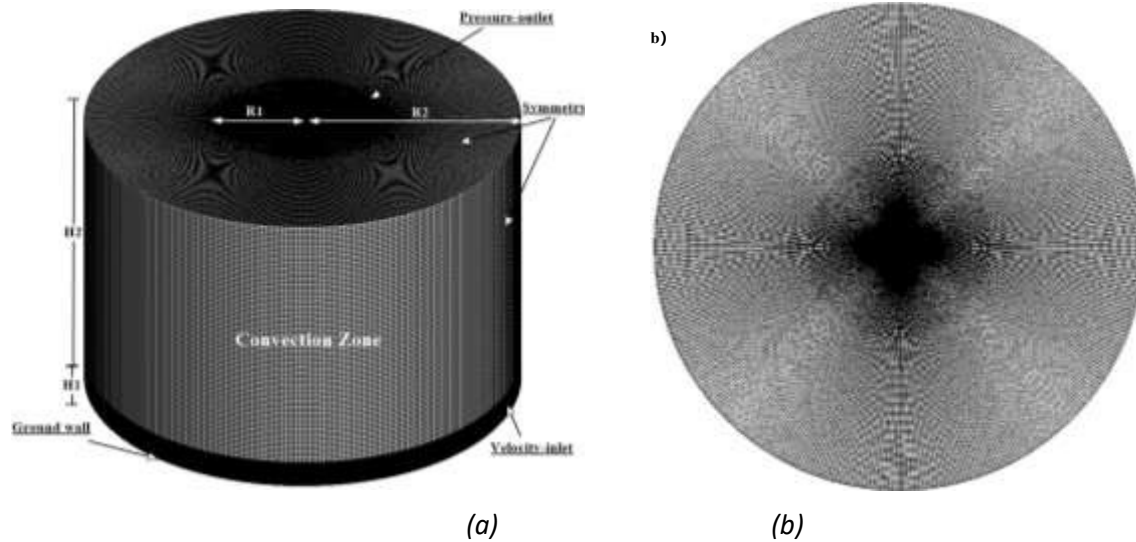 Pressure-outlet
b)
Symmetry
R1
R2
H2
Convection Zone
H1
Ground wall
Velocity-inlet
(a)
(b)